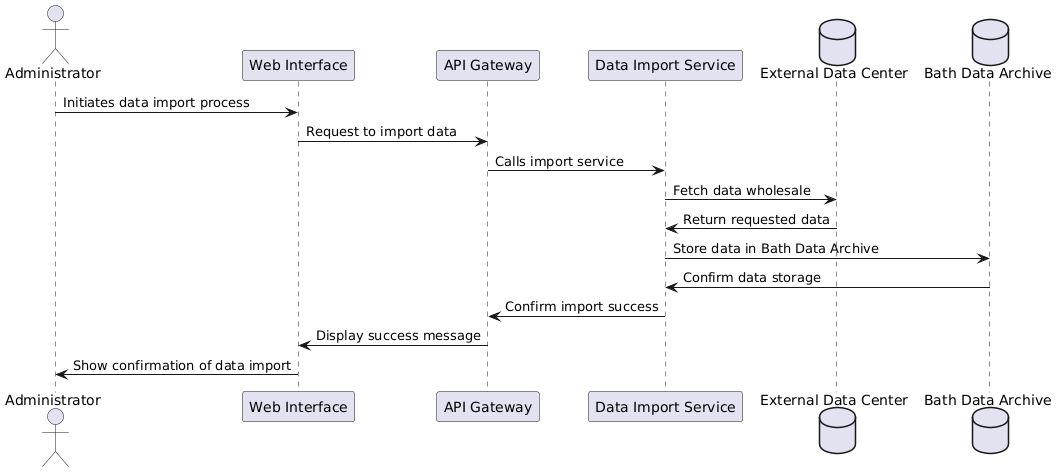 Administrator
Web Interface
API Gateway
Data Import Service
External Data Center
Bath Data Archive
Initiates data import process
Request to import data
Calls import service
Fetch data wholesale
Return requested data
Store data in Bath Data Archive
Confirm data storage
Confirm import success
Display success message
Show confirmation of data import
Administrator
Web Interface
API Gateway
Data Import Service
External Data Center
Bath Data Archive